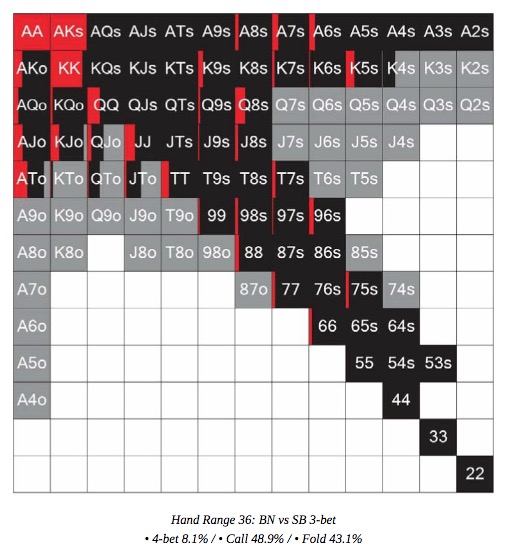 AA AKs AQs AJs ATs A9s A8s A7s A6s A5s A4s A3s A2s
AKo KK KQs KJs KTs K9s K8s K7s K6s K5s K4s K3s K2s
AQo KQo QQ QJs QTs Q9s Q8s Q7s Q6s Q5s Q4s Q3s Q2s
AJo KJo QJo JJ JTs J9s J8s J7s J6s J5s J4s
ATo KTo QTo JTo TT T9s T8s T7s T6s T5s
A9o K9o Q9o J9o T9o 99 98s 97s 96s
A8o K8o J8o T8o 98o 88 87s 86s 85s
A7o 87o 77 76s 75s 74s
A6o 66 65s 64s
A5o 55 54s 53s
A4o 44
33
22
Hand Range 36: BN vs SB 3-bet
• 4-bet 8.1% / • Call 48.9% / • Fold 43.1%